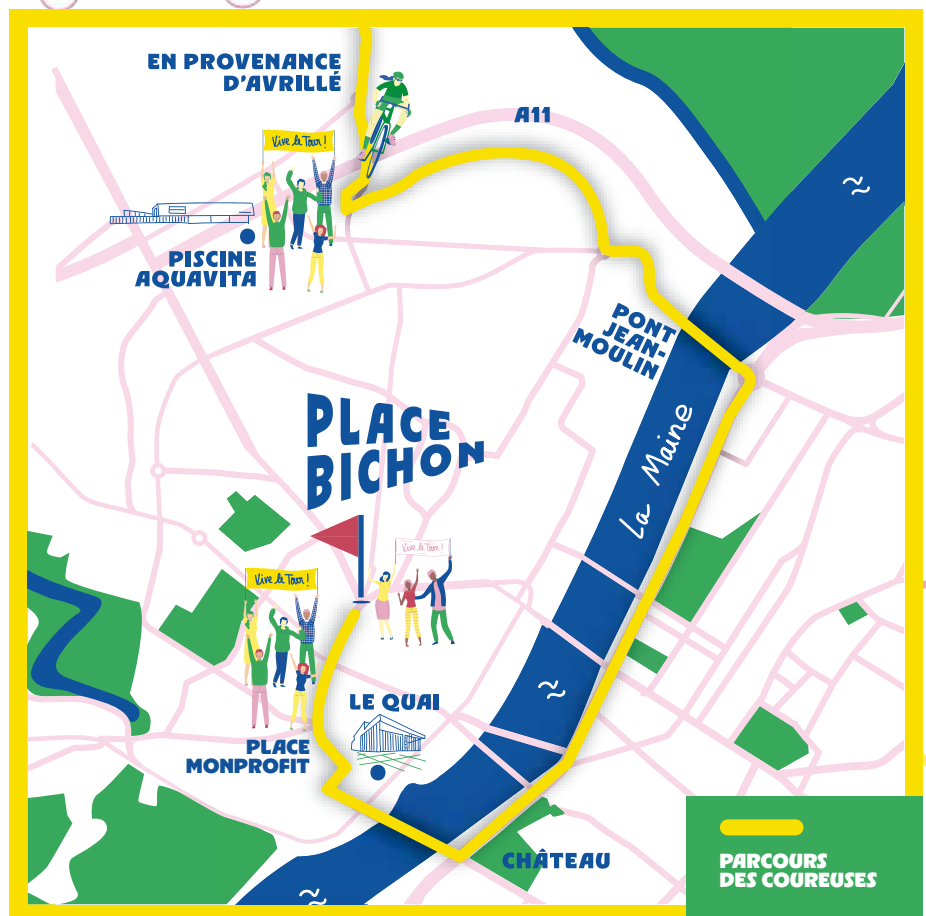 EN PROVENANCE
D'AVRILLÉ
A11
Vive le Tour !
PISCINE
AQUAVITA
PONT
JEAN-
MOULIN
La Maine
PLACE
BICHON
Vive le Tour !
Vive le Tour !
LE QUAI
PLACE
MONPROFIT
CHÂTEAU
PARCOURS
DES COUREUSES